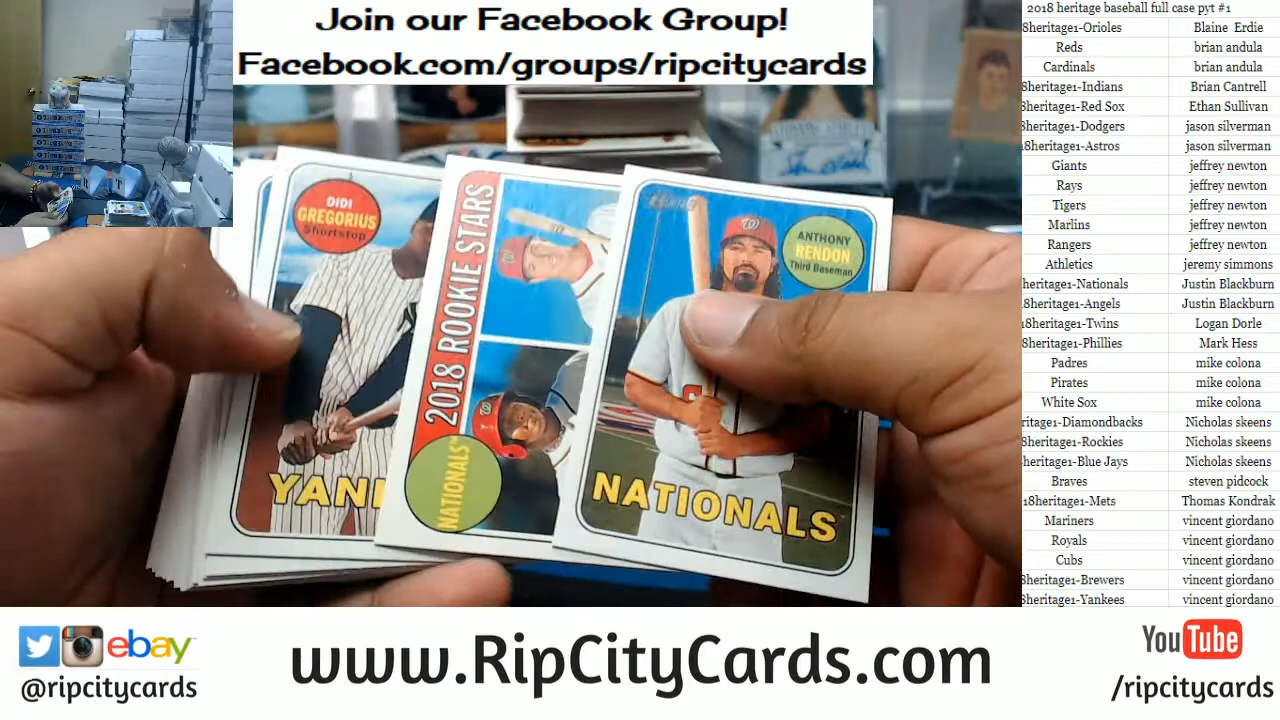 Join our Facebook Group!
Facebook.com/groups/ripcitycards
2018 heritage baseball full case pyt #1
8heritage1-Orioles Blaine Erdie
Reds brian andula
Cardinals brian andula
8heritage1-Indians Brian Cantrell
8heritage1-Red Sox Ethan Sullivan
8heritage1-Dodgers jason silverman
18heritage1-Astros jason silverman
Giants jeffrey newton
Rays jeffrey newton
Tigers jeffrey newton
Marlins jeffrey newton
Rangers jeffrey newton
Athletics jeremy simmons
heritage1-Nationals Justin Blackburn
18heritage1-Angels Justin Blackburn
18heritage1-Twins Logan Dorle
8heritage1-Phillies Mark Hess
Padres mike colona
Pirates mike colona
White Sox mike colona
ritage1-Diamondbacks Nicholas skeens
8heritage1-Rockies Nicholas skeens
8heritage1-Blue Jays Nicholas skeens
Braves steven pidcock
18heritage1-Mets Thomas Kondrak
Mariners vincent giordano
Royals vincent giordano
Cubs vincent giordano
8heritage1-Brewers vincent giordano
8heritage1-Yankees vincent giordano
DIDI
GREGORIUS
Shortstop
YAN
2018 ROOKIE STARS
NATIONALS
ANTHONY
RENDON
Third Baseman
NATIONALS
ebay
@ripcitycards
www.RipCityCards.com
YouTube
/ripcitycards